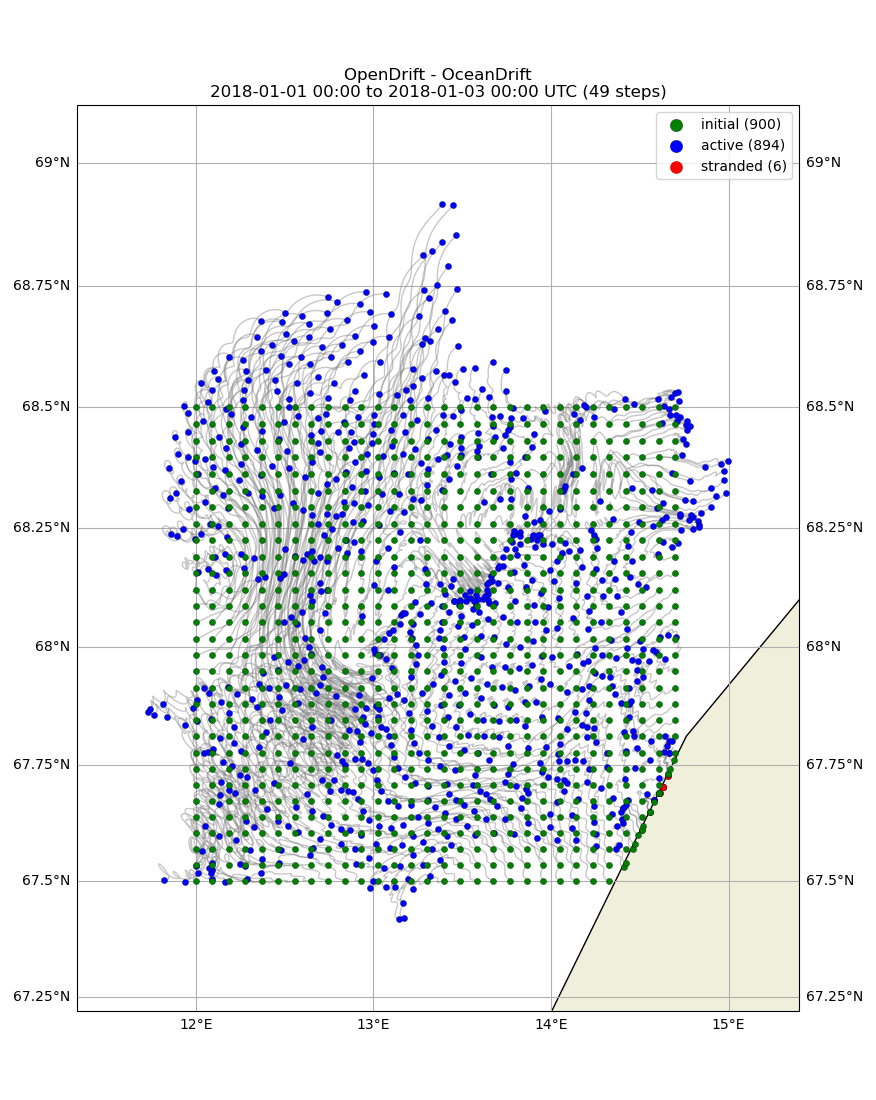 OpenDrift - OceanDrift
2018-01-01 00:00 to 2018-01-03 00:00 UTC (49 steps)
initial (900)
active (894)
stranded (6)
69°N 69°N
68.75°N 68.75°N
68.5°N 68.5°N
68.25°N 68.25°N
68°N 68°N
67.75°N 67.75°N
67.5°N 67.5°N
67.25°N 67.25°N
12°E 13°E 14°E 15°E